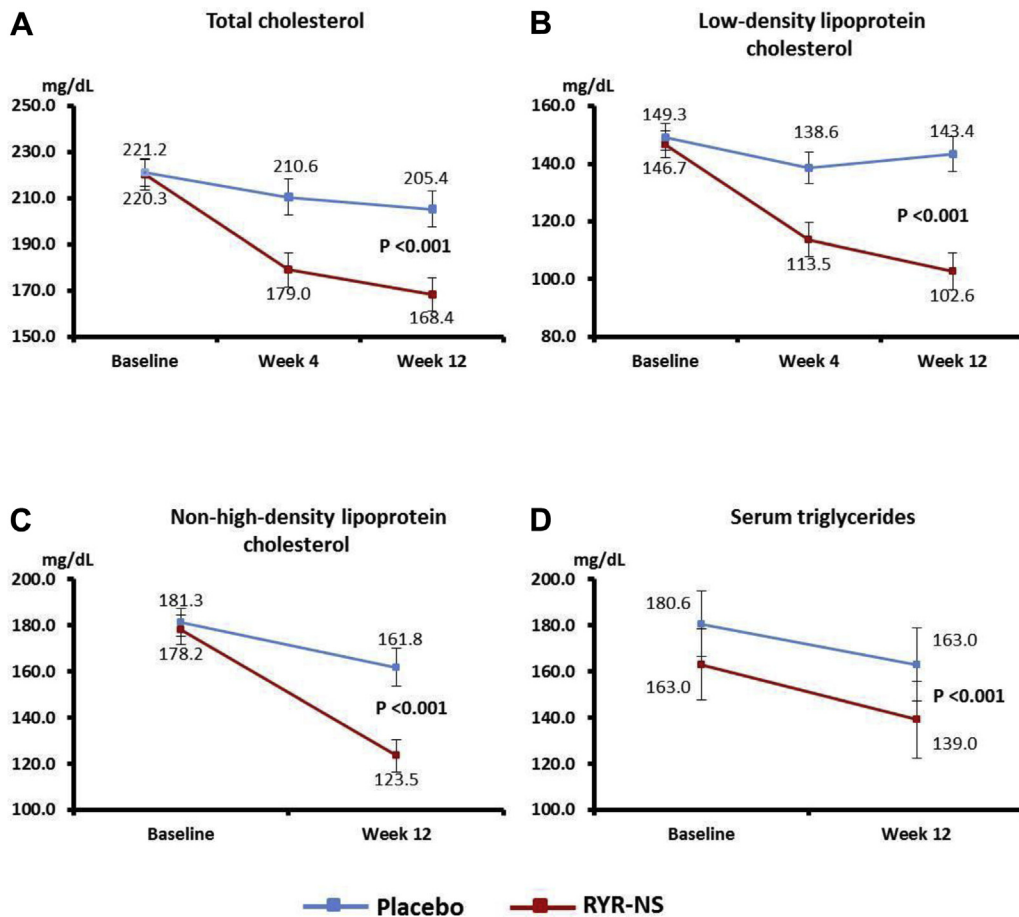 A
Total cholesterol
mg/dL
250.0
230.0
210.0
190.0
170.0
150.0
221.2
220.3
210.6
179.0
205.4
168.4
P <0.001
Baseline
Week 4
Week 12
B
Low-density lipoprotein
cholesterol
mg/dL
160.0
140.0
120.0
100.0
80.0
149.3
146.7
138.6
113.5
143.4
102.6
P <0.001
Baseline
Week 4
Week 12
C
Non-high-density lipoprotein
cholesterol
mg/dL
200.0
180.0
160.0
140.0
120.0
100.0
181.3
178.2
161.8
123.5
P <0.001
Baseline
Week 12
D
Serum triglycerides
mg/dL
200.0
180.0
160.0
140.0
120.0
100.0
180.6
163.0
163.0
139.0
P <0.001
Baseline
Week 12
Placebo
RYR-NS